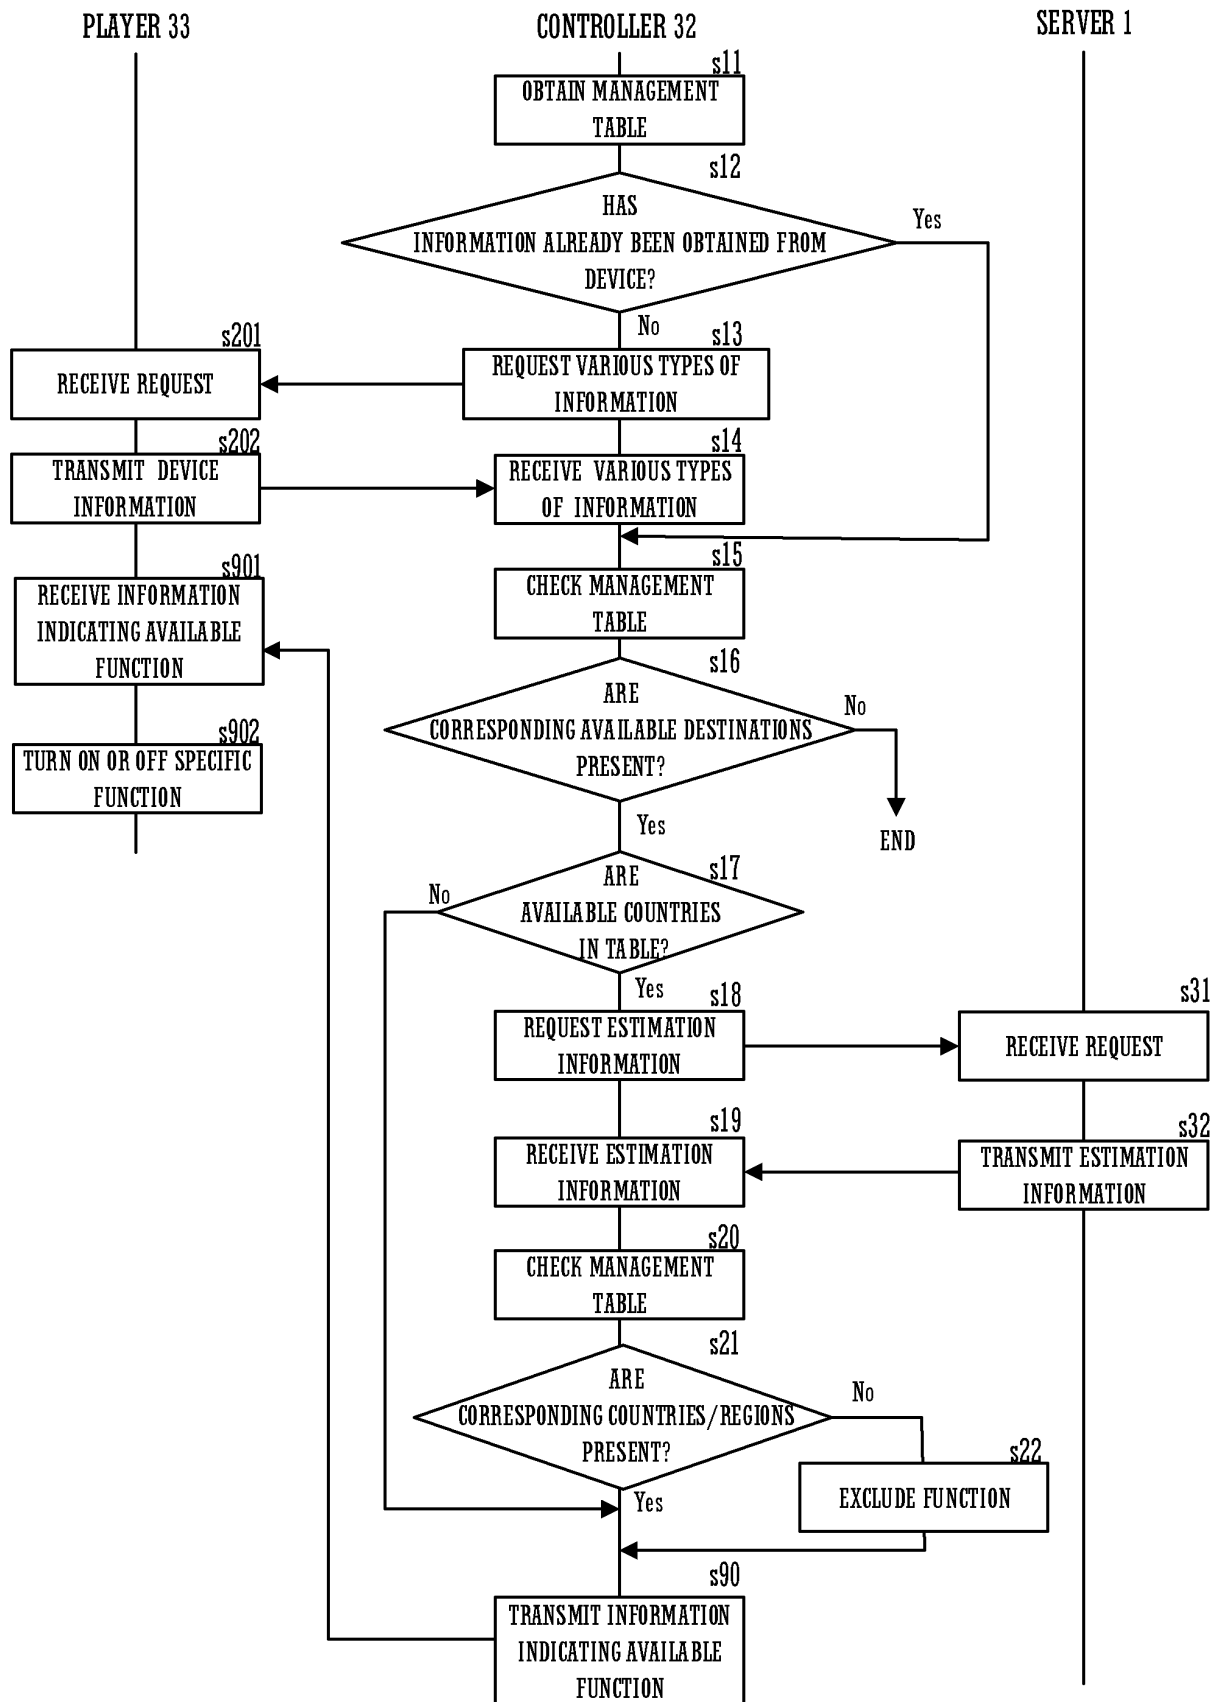 PLAYER 33
CONTROLLER 32
SERVER 1
s11
OBTAIN MANAGEMENT
TABLE
s12
HAS
INFORMATION ALREADY BEEN OBTAINED FROM
DEVICE?
Yes
No
s13
REQUEST VARIOUS TYPES OF
INFORMATION
s201
RECEIVE REQUEST
s202
TRANSMIT DEVICE
INFORMATION
s14
RECEIVE VARIOUS TYPES
OF INFORMATION
s15
CHECK MANAGEMENT
TABLE
s901
RECEIVE INFORMATION
INDICATING AVAILABLE
FUNCTION
s16
ARE
CORRESPONDING AVAILABLE DESTINATIONS
PRESENT?
No
END
Yes
s902
TURN ON OR OFF SPECIFIC
FUNCTION
s17
ARE
AVAILABLE COUNTRIES
IN TABLE?
No
Yes
s18
REQUEST ESTIMATION
INFORMATION
s31
RECEIVE REQUEST
s19
RECEIVE ESTIMATION
INFORMATION
s32
TRANSMIT ESTIMATION
INFORMATION
s20
CHECK MANAGEMENT
TABLE
s21
ARE
CORRESPONDING COUNTRIES/REGIONS
PRESENT?
No
Yes
s22
EXCLUDE FUNCTION
s90
TRANSMIT INFORMATION
INDICATING AVAILABLE
FUNCTION